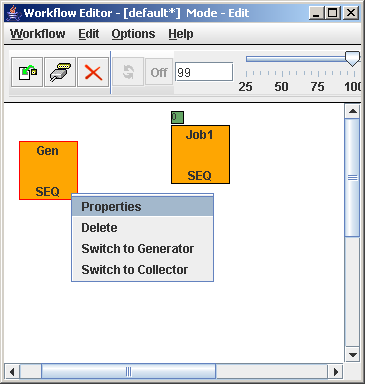 Workflow Editor - [default*] Mode - Edit
Workflow Edit Options Help
Off 99
25 50 75 100
0
Gen
SEQ
Job1
SEQ
Properties
Delete
Switch to Generator
Switch to Collector